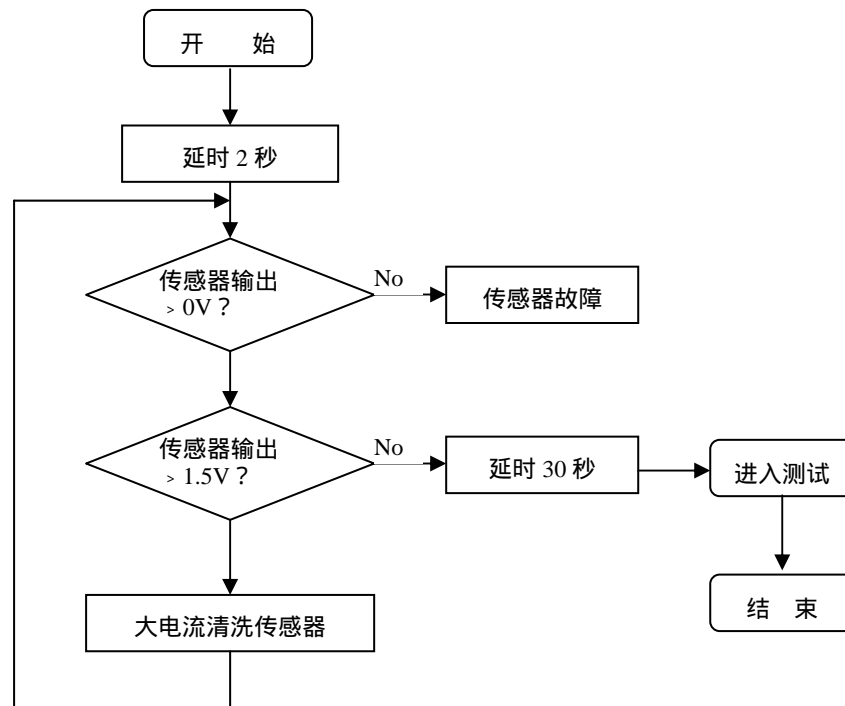 开 始
延时 2 秒
传感器输出
﹥0V？
No
传感器故障
传感器输出
﹥1.5V？
No
延时 30 秒
进入测试
大电流清洗传感器
结 束